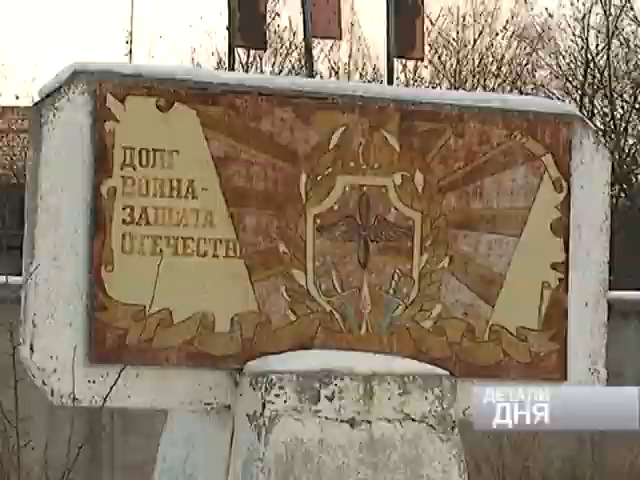 ДОЛГ
ВОИНА-
ЗАЩИТА
ОТЕЧЕСТВ
ДЕТАЛИ
ДНЯ